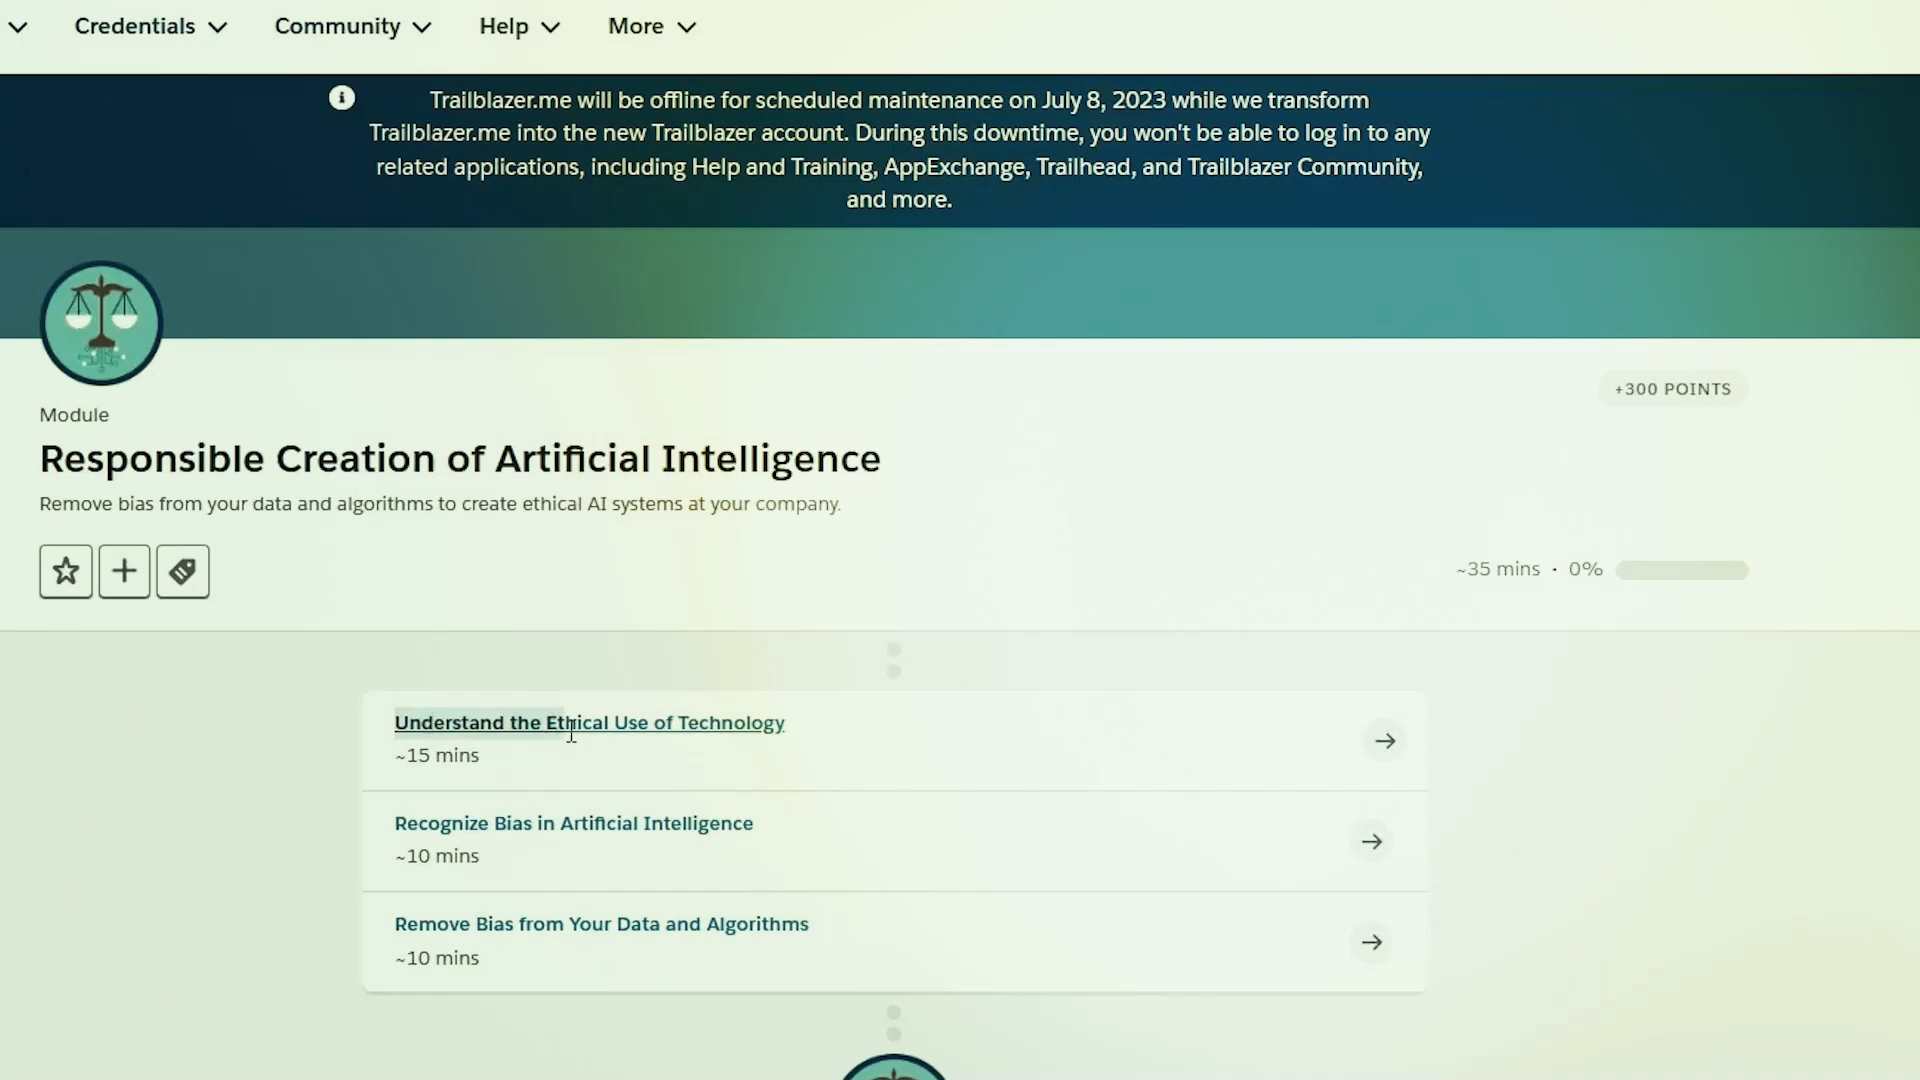 Credentials
Community
Help
More
Trailblazer.me will be offline for scheduled maintenance on July 8, 2023 while we transform
Trailblazer.me into the new Trailblazer account. During this downtime, you won't be able to log in to any
related applications, including Help and Training, AppExchange, Trailhead, and Trailblazer Community,
and more.
Module
+300 POINTS
Responsible Creation of Artificial Intelligence
Remove bias from your data and algorithms to create ethical AI systems at your company.
~35 mins · 0%
Understand the Ethical Use of Technology
~15 mins
Recognize Bias in Artificial Intelligence
~10 mins
Remove Bias from Your Data and Algorithms
~10 mins